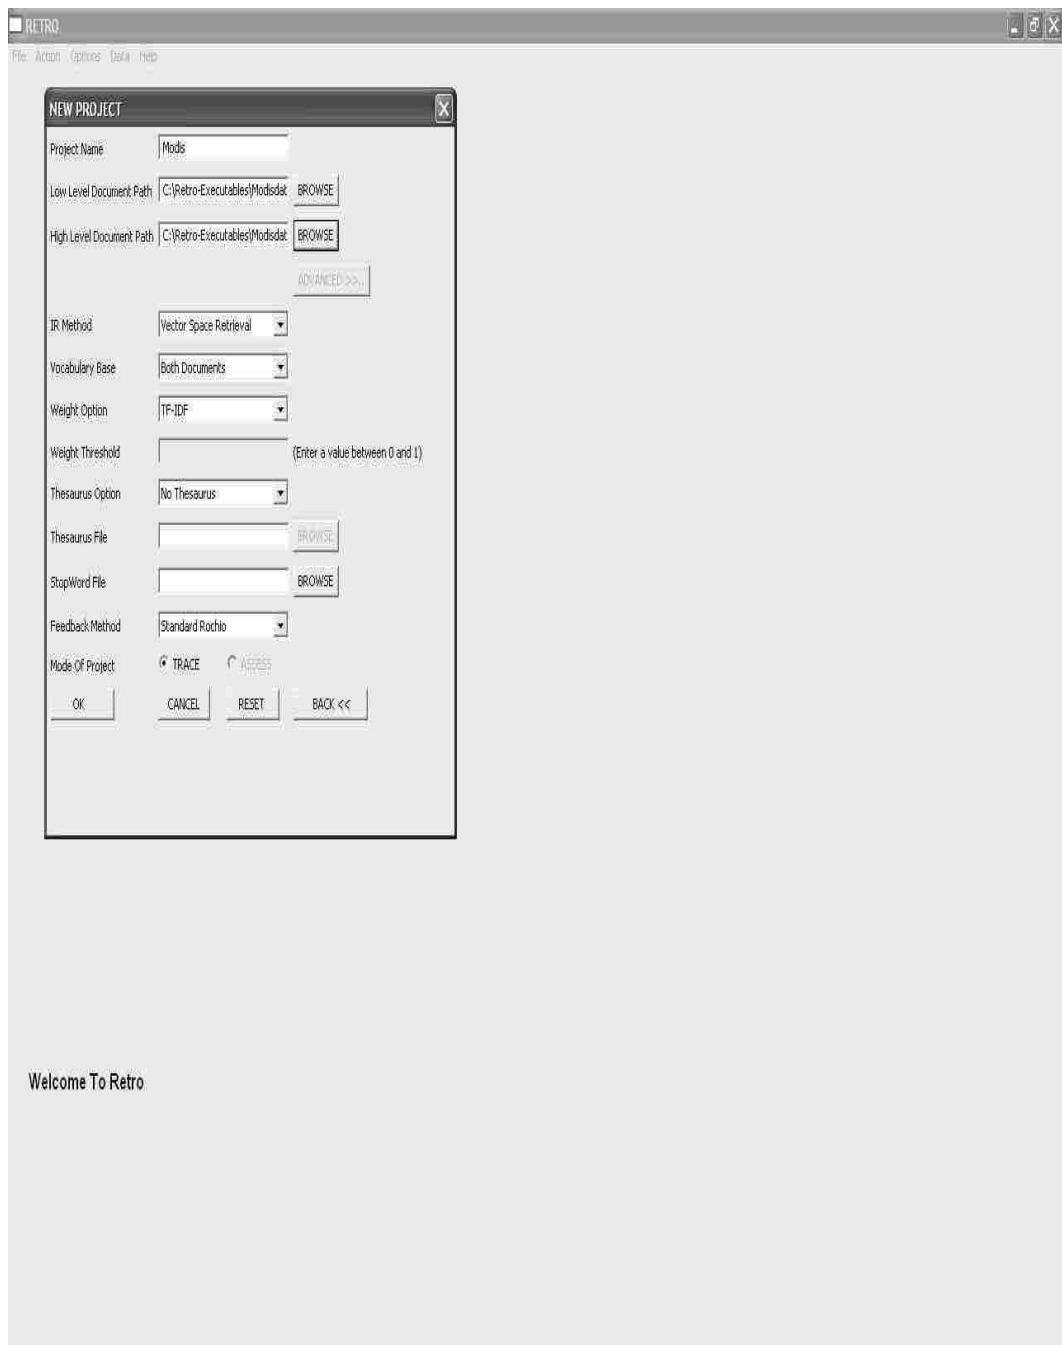 RETRO
File Action Options Data Help
NEW PROJECT
Project Name Modis
Low Level Document Path C:\Retro-Executables\Modisdat BROWSE
High Level Document Path C:\Retro-Executables\Modisdat BROWSE
ADVANCED >>..
IR Method Vector Space Retrieval
Vocabulary Base Both Documents
Weight Option TF-IDF
Weight Threshold (Enter a value between 0 and 1)
Thesaurus Option No Thesaurus
Thesaurus File BROWSE
StopWord File BROWSE
Feedback Method Standard Rochio
Mode Of Project TRACE ASSESS
OK CANCEL RESET BACK <<
Welcome To Retro